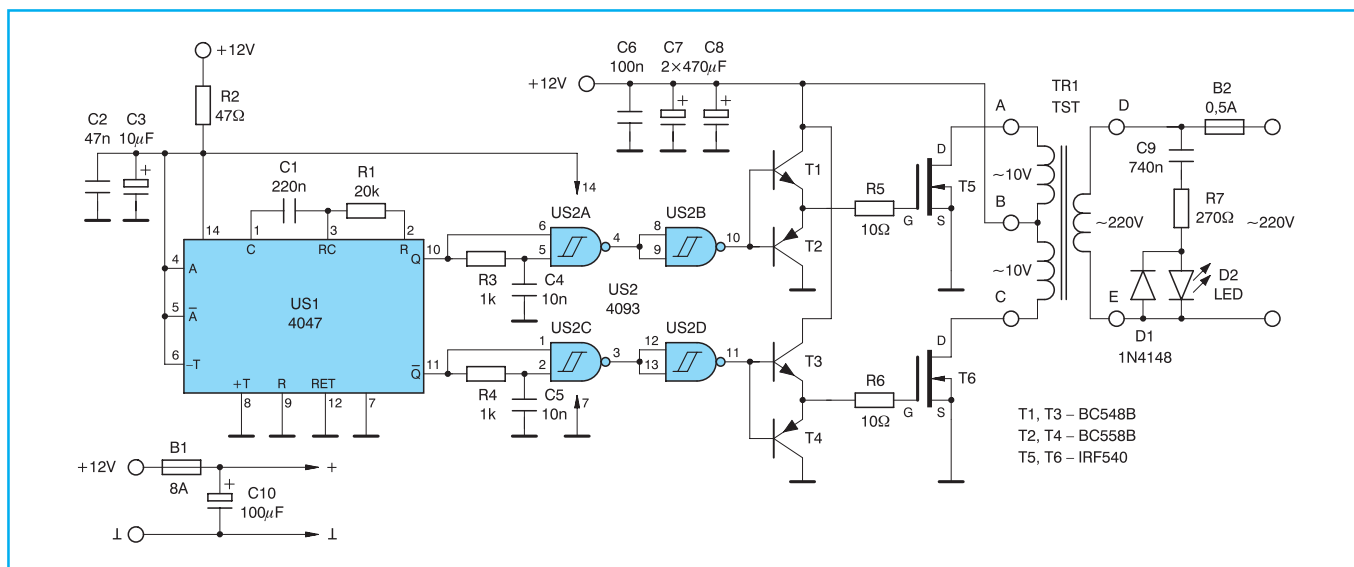 +12V
R2
47Ω
C2
47n
C3
10μF
C1
220n
R1
20k
14
1
C
3
RC
2
R
4
A
5
A̅
6
−T
US1
4047
10
Q
11
Q̅
+T
8
R
9
RET
12
7
R3
1k
C4
10n
R4
1k
C5
10n
14
US2A
6
5
4
US2B
8
9
10
US2
4093
US2C
1
2
3
7
US2D
12
13
11
+12V
C6
100n
C7
C8
2×470μF
T1
T2
T3
T4
R5
10Ω
R6
10Ω
D
G
S
T5
D
G
S
T6
A
B
C
~10V
~10V
TR1
TST
~220V
D
E
B2
0,5A
C9
740n
R7
270Ω
~220V
D2
LED
D1
1N4148
T1, T3 – BC548B
T2, T4 – BC558B
T5, T6 – IRF540
+12V
B1
8A
+
C10
100μF
⊥
⊥